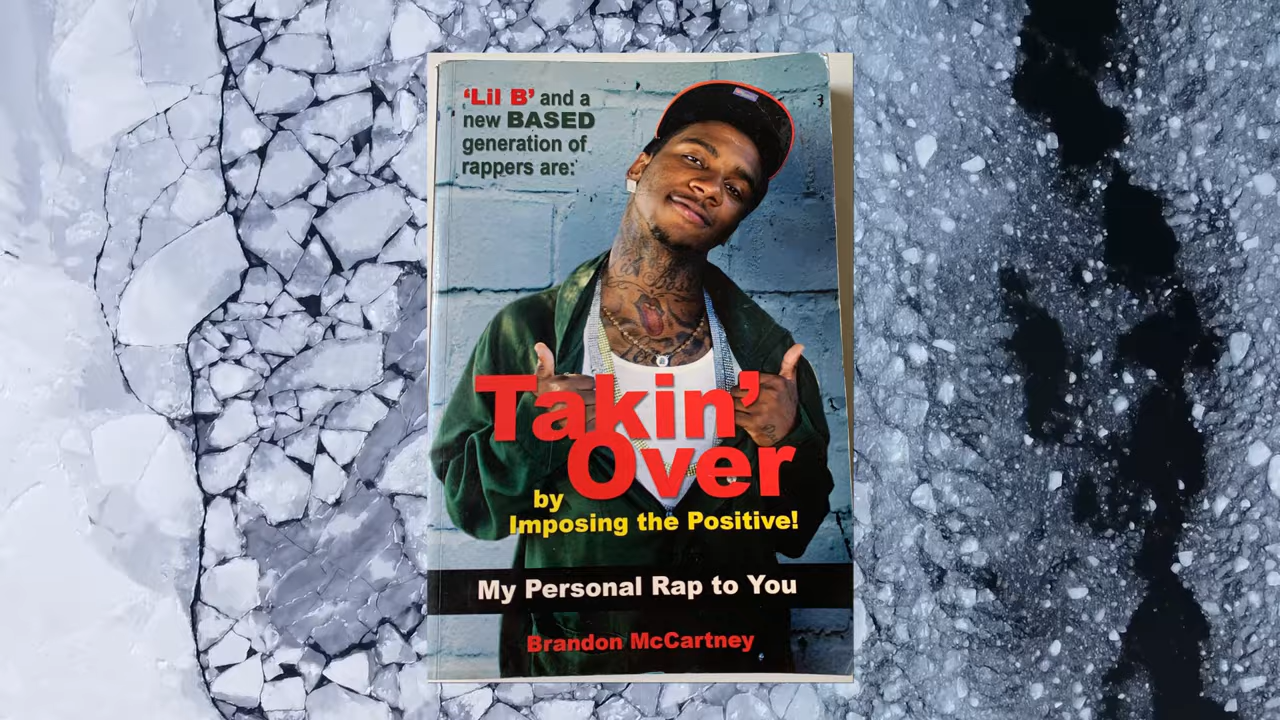 ‘Lil B’ and a
new BASED
generation of
rappers are:
Takin’
Over
by
Imposing the Positive!
My Personal Rap to You
Brandon McCartney